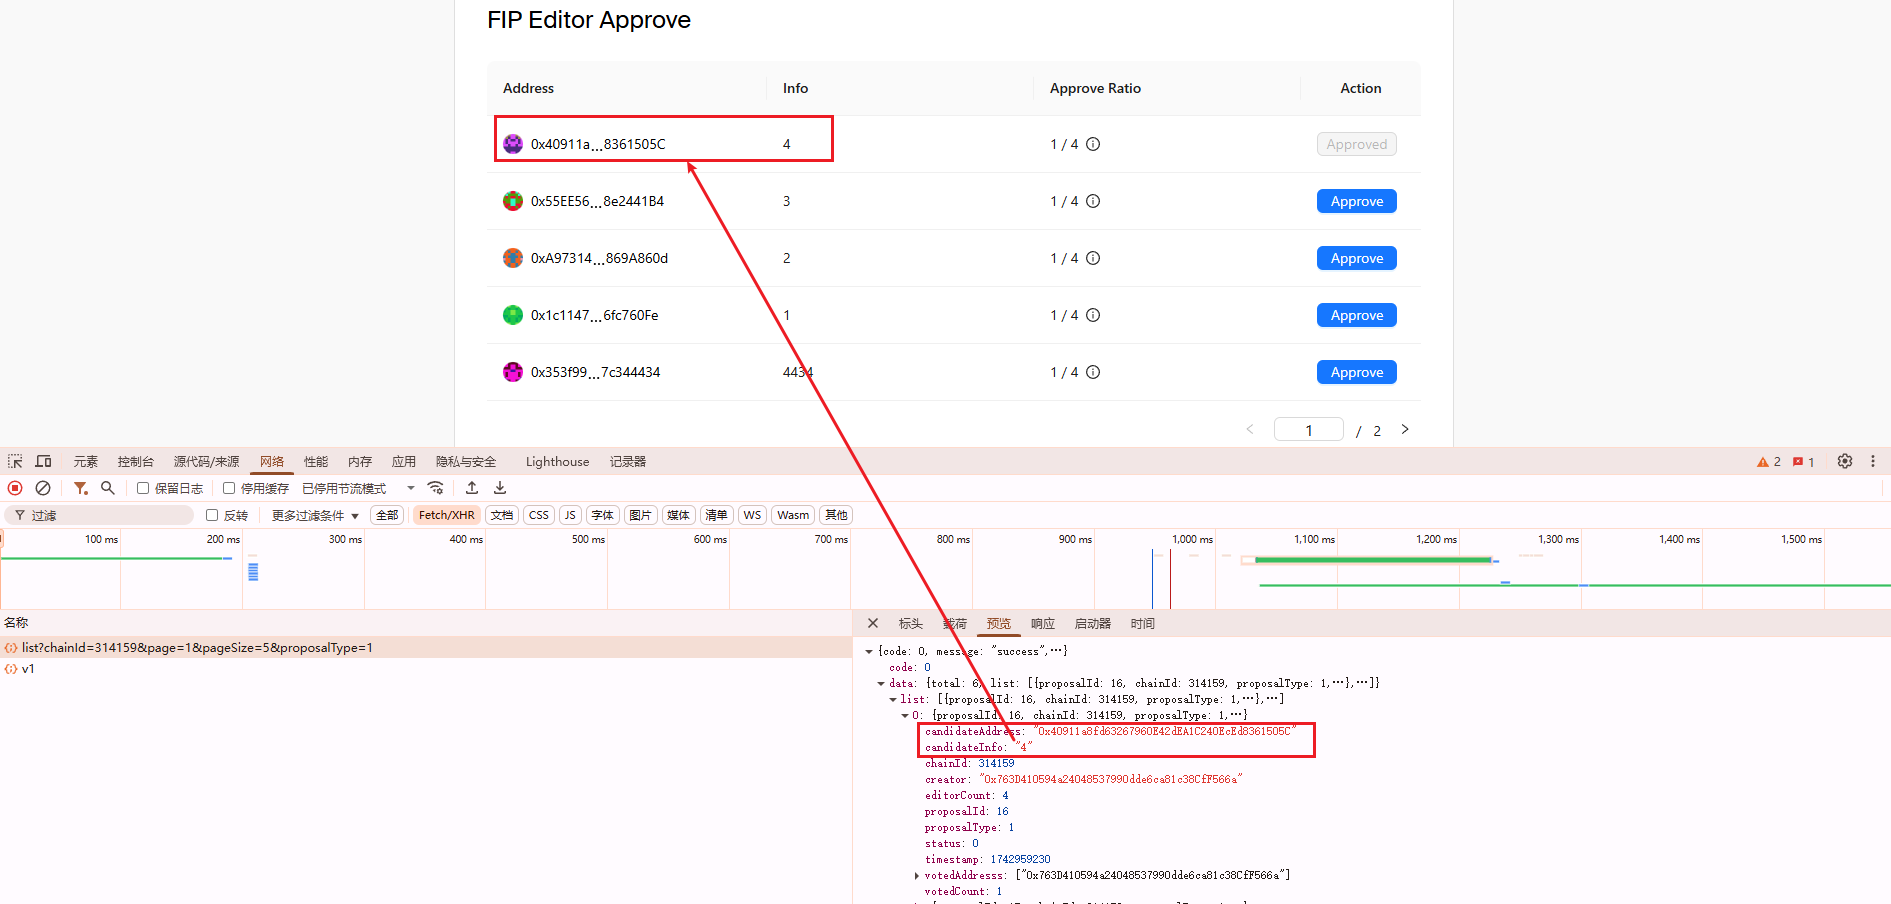 FIP Editor Approve
Address Info Approve Ratio Action
0x40911a...8361505C 4 1 / 4 Approved
0x55EE56...8e2441B4 3 1 / 4 Approve
0xA97314...869A860d 2 1 / 4 Approve
0x1c1147...6fc760Fe 1 1 / 4 Approve
0x353f99...7c344434 4434 1 / 4 Approve
< 1 / 2 >
元素 控制台 源代码/来源 网络 性能 内存 应用 隐私与安全 Lighthouse 记录器 2 1
保留日志 停用缓存 已停用节流模式
过滤 反转 更多过滤条件 全部 Fetch/XHR 文档 CSS JS 字体 图片 媒体 清单 WS Wasm 其他
100 ms 200 ms 300 ms 400 ms 500 ms 600 ms 700 ms 800 ms 900 ms 1,000 ms 1,100 ms 1,200 ms 1,300 ms 1,400 ms 1,500 ms
名称
list?chainId=314159&page=1&pageSize=5&proposalType=1
v1
标头 载荷 预览 响应 启动器 时间
{code: 0, message: "success",…}
code: 0
data: {total: 6, list: [{proposalId: 16, chainId: 314159, proposalType: 1,…},…]}
list: [{proposalId: 16, chainId: 314159, proposalType: 1,…},…]
0: {proposalId: 16, chainId: 314159, proposalType: 1,…}
candidateAddress: "0x40911a8fd63267960E42dEA1C240EcEd8361505C"
candidateInfo: "4"
chainId: 314159
creator: "0x763D410594a24048537990dde6ca81c38CfF566a"
editorCount: 4
proposalId: 16
proposalType: 1
status: 0
timestamp: 1742959230
votedAddresss: ["0x763D410594a24048537990dde6ca81c38CfF566a"]
votedCount: 1